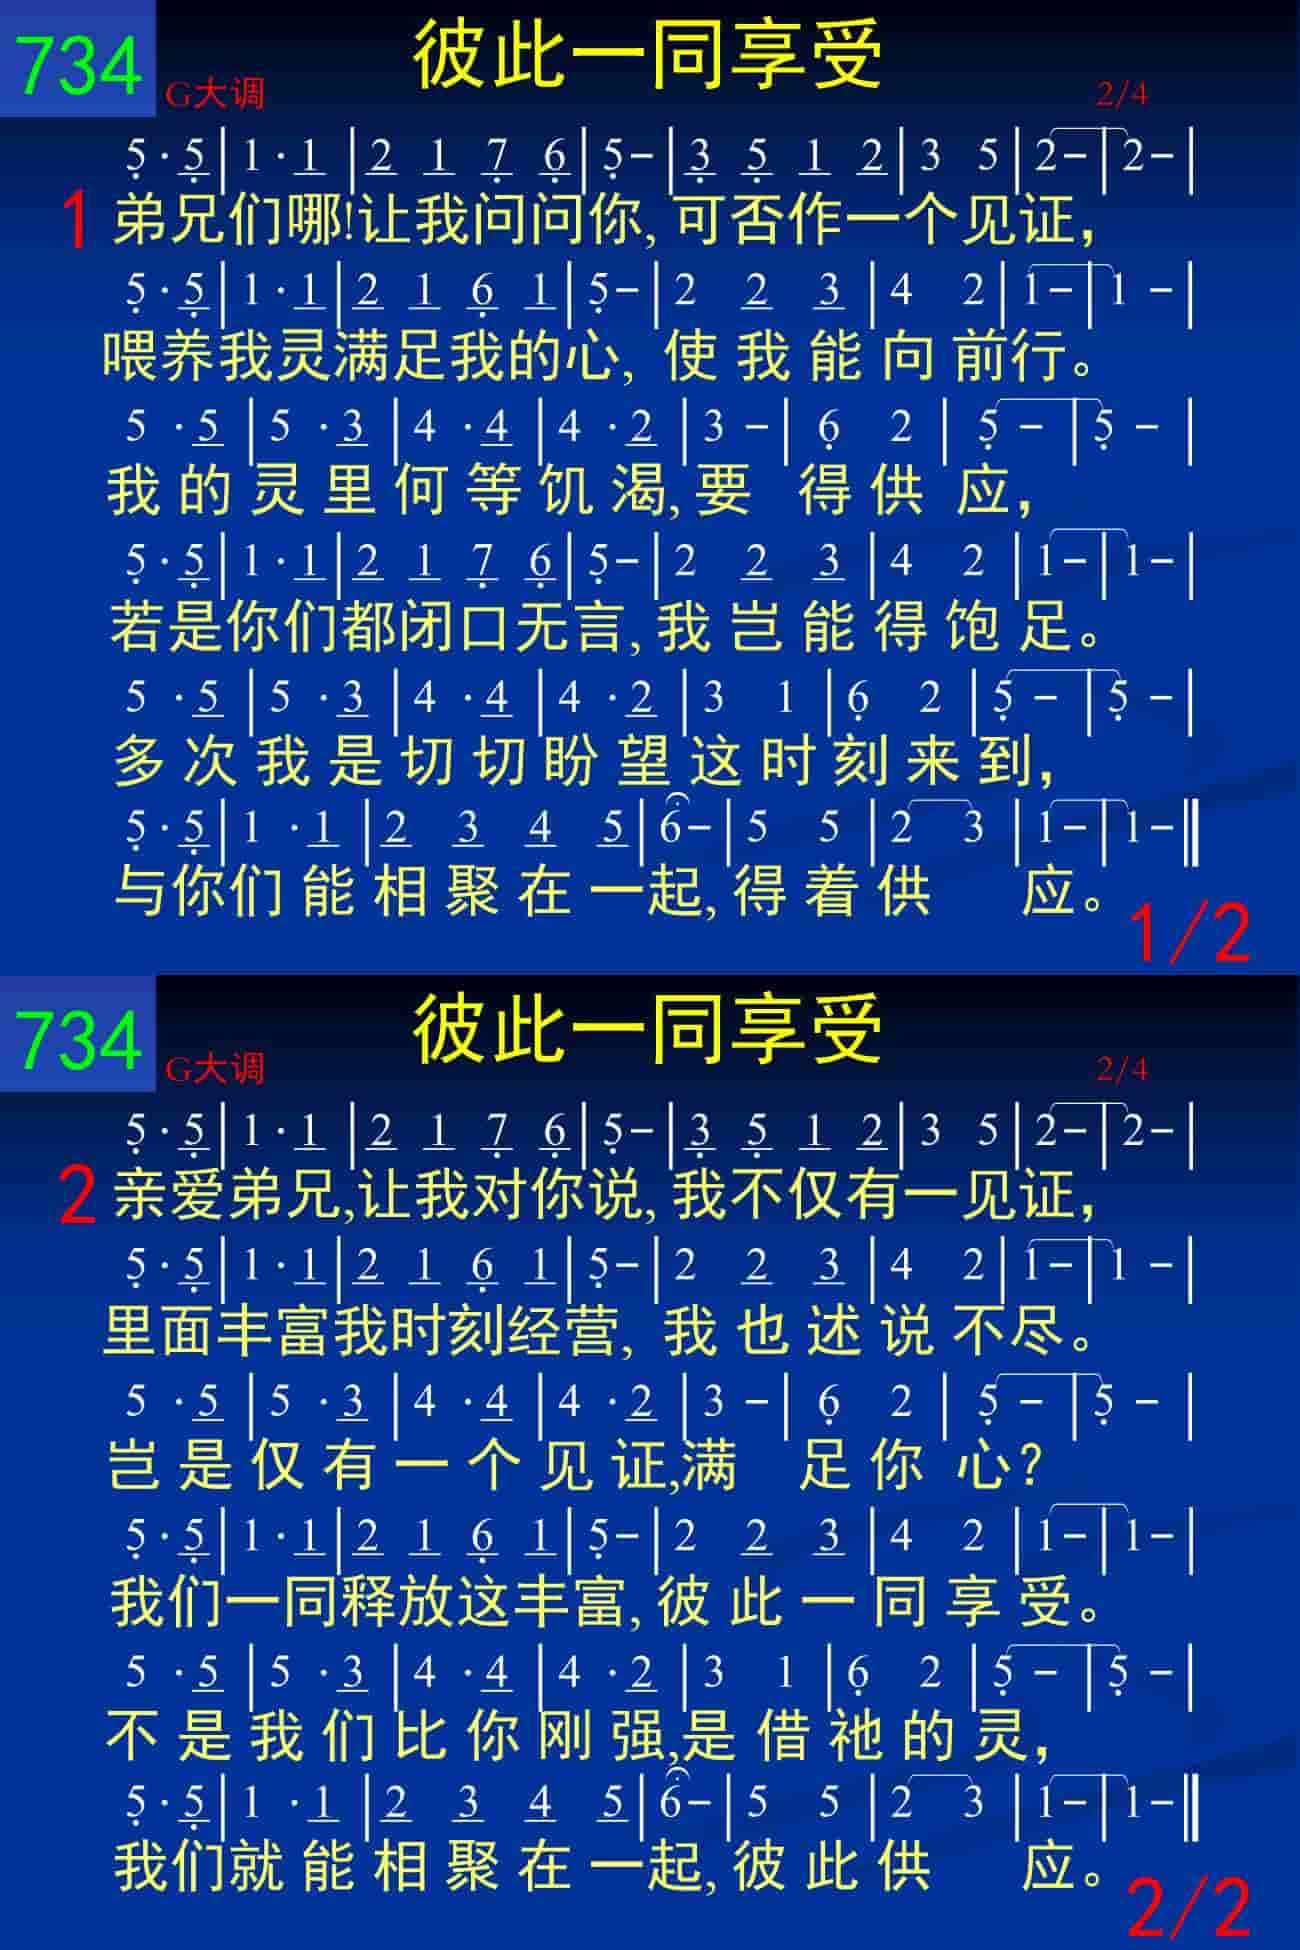 734
彼此一同享受
G大调
2/4
5·5|1·1|2 1 7 6|5-|3 5 1 2|3 5|2-|2-|
1 弟兄们哪!让我问问你,可否作一个见证,
5·5|1·1|2 1 6 1|5-|2 2 3|4 2|1-|1-|
喂养我灵满足我的心,使我能向前行。
5·5|5·3|4·4|4·2|3-|6 2|5-|5-|
我的灵里何等饥渴,要得供应,
5·5|1·1|2 1 7 6|5-|2 2 3|4 2|1-|1-|
若是你们都闭口无言,我岂能得饱足。
5·5|5·3|4·4|4·2|3 1|6 2|5-|5-|
多次我是切切盼望这时刻来到,
5·5|1·1|2 3 4 5|6-|5 5|2 3|1-|1-‖
与你们能相聚在一起,得着供应。
1/2
734
彼此一同享受
G大调
2/4
5·5|1·1|2 1 7 6|5-|3 5 1 2|3 5|2-|2-|
2 亲爱弟兄,让我对你说,我不仅有一见证,
5·5|1·1|2 1 6 1|5-|2 2 3|4 2|1-|1-|
里面丰富我时刻经营,我也述说不尽。
5·5|5·3|4·4|4·2|3-|6 2|5-|5-|
岂是仅有一个见证,满足你心?
5·5|1·1|2 1 6 1|5-|2 2 3|4 2|1-|1-|
我们一同释放这丰富,彼此一同享受。
5·5|5·3|4·4|4·2|3 1|6 2|5-|5-|
不是我们比你刚强,是借祂的灵,
5·5|1·1|2 3 4 5|6-|5 5|2 3|1-|1-‖
我们就能相聚在一起,彼此供应。
2/2